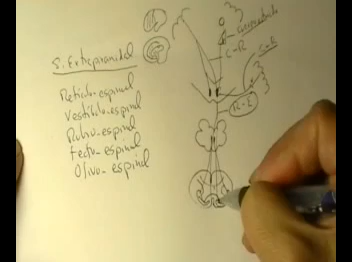 S. Extrapiramidal
Retículo-espinal
Vestíbulo-espinal
Rubro-espinal
Tecto-espinal
Olivo-espinal
C-R
C-R
R-E